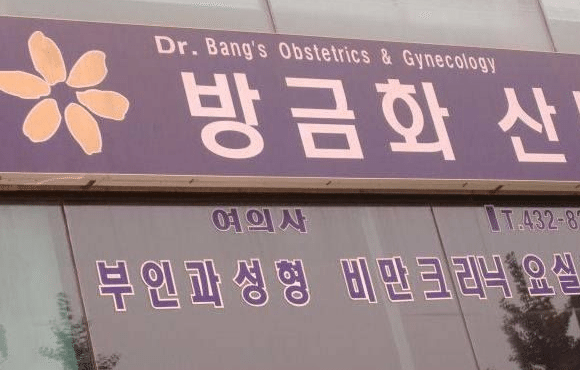 Dr. Bang's Obstetrics & Gynecology
방금화 산
여의사 T.432-8
부인과성형 비만크리닉 요실